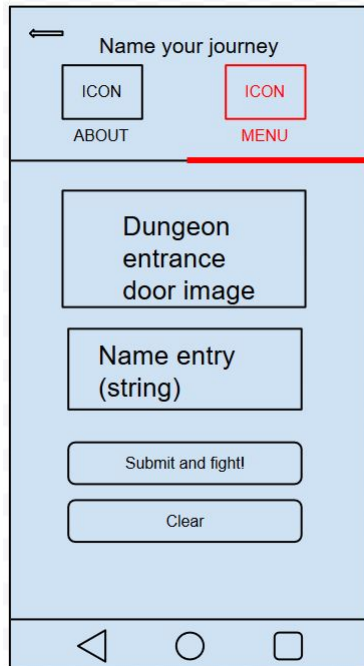 Name your journey
ICON
ICON
ABOUT
MENU
Dungeon
entrance
door image
Name entry
(string)
Submit and fight!
Clear